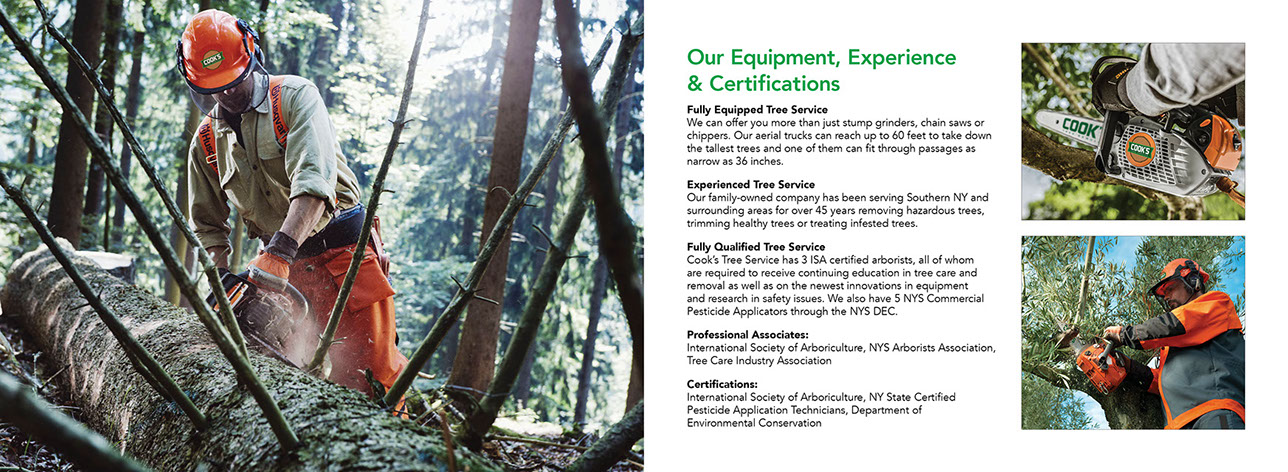 COOK'S
Husqvarna
Our Equipment, Experience
& Certifications
Fully Equipped Tree Service
We can offer you more than just stump grinders, chain saws or
chippers. Our aerial trucks can reach up to 60 feet to take down
the tallest trees and one of them can fit through passages as
narrow as 36 inches.
Experienced Tree Service
Our family-owned company has been serving Southern NY and
surrounding areas for over 45 years removing hazardous trees,
trimming healthy trees or treating infested trees.
Fully Qualified Tree Service
Cook's Tree Service has 3 ISA certified arborists, all of whom
are required to receive continuing education in tree care and
removal as well as on the newest innovations in equipment
and research in safety issues. We also have 5 NYS Commercial
Pesticide Applicators through the NYS DEC.
Professional Associates:
International Society of Arboriculture, NYS Arborists Association,
Tree Care Industry Association
Certifications:
International Society of Arboriculture, NY State Certified
Pesticide Application Technicians, Department of
Environmental Conservation
COOK'S
COOK'S